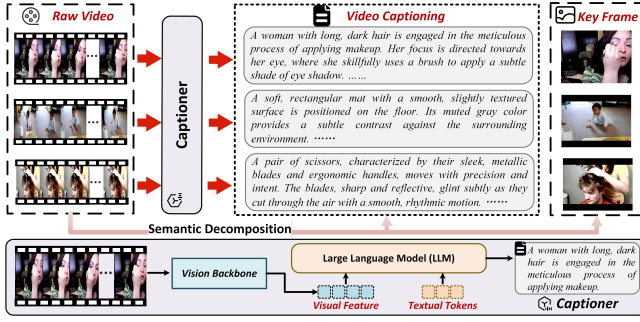 Raw Video
Video Captioning
Key Frame
Captioner
A woman with long, dark hair is engaged in the meticulous
process of applying makeup. Her focus is directed towards
her eye, where she skillfully uses a brush to apply a subtle
shade of eye shadow. ……
A soft, rectangular mat with a smooth, slightly textured
surface is positioned on the floor. Its muted gray color
provides a subtle contrast against the surrounding
environment. ……
A pair of scissors, characterized by their sleek, metallic
blades and ergonomic handles, moves with precision and
intent. The blades, sharp and reflective, glint subtly as they
cut through the air with a smooth, rhythmic motion. ……
Semantic Decomposition
Vision Backbone
Large Language Model (LLM)
Visual Feature
Textual Tokens
A woman with long, dark
hair is engaged in the
meticulous process of
applying makeup.
Captioner